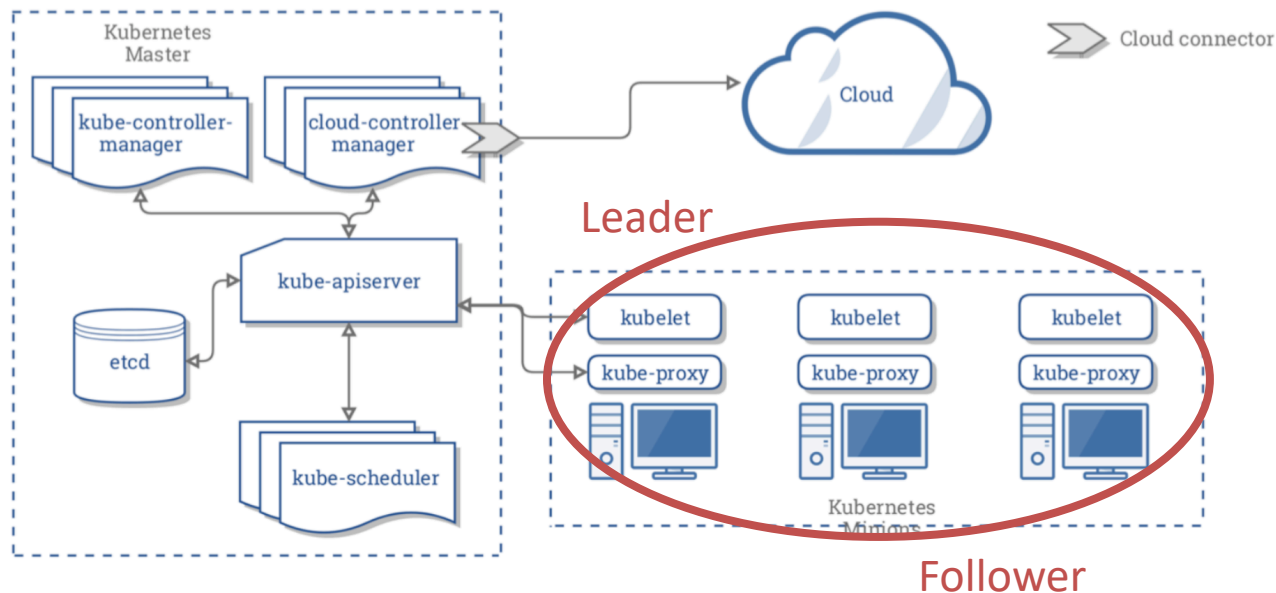 Kubernetes
Master
kube-controller-
manager
cloud-controller
manager
Cloud
Cloud connector
kube-apiserver
etcd
kube-scheduler
Leader
kubelet
kubelet
kubelet
kube-proxy
kube-proxy
kube-proxy
Kubernetes
Minions
Follower